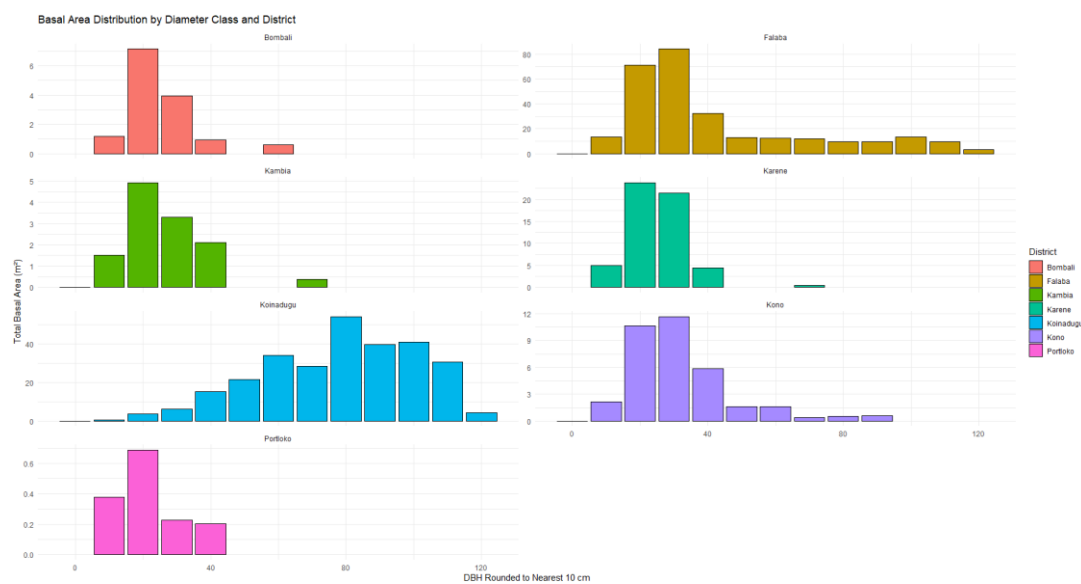 Basal Area Distribution by Diameter Class and District
Bombali
Falaba
6
4
2
0
80
60
40
20
0
Kambia
Karene
5
4
3
2
1
0
20
15
10
5
0
Koinadugu
Kono
40
20
0
12
9
6
3
0
0
40
80
120
Portloko
0.6
0.4
0.2
0.0
0
40
80
120
Total Basal Area (m²)
DBH Rounded to Nearest 10 cm
District
Bombali
Falaba
Kambia
Karene
Koinadugu
Kono
Portloko